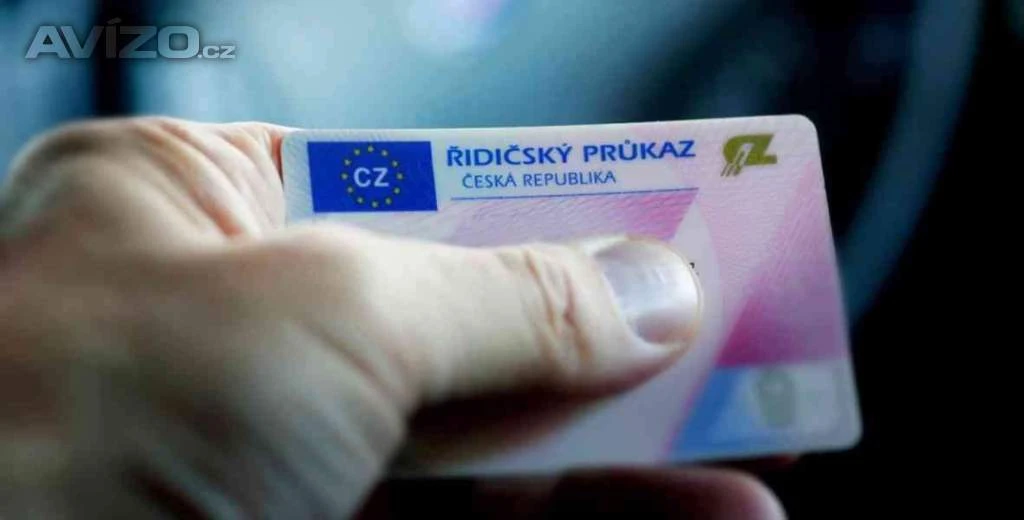 AVÍZO.cz
CZ
ŘIDIČSKÝ PRŮKAZ
ČESKÁ REPUBLIKA